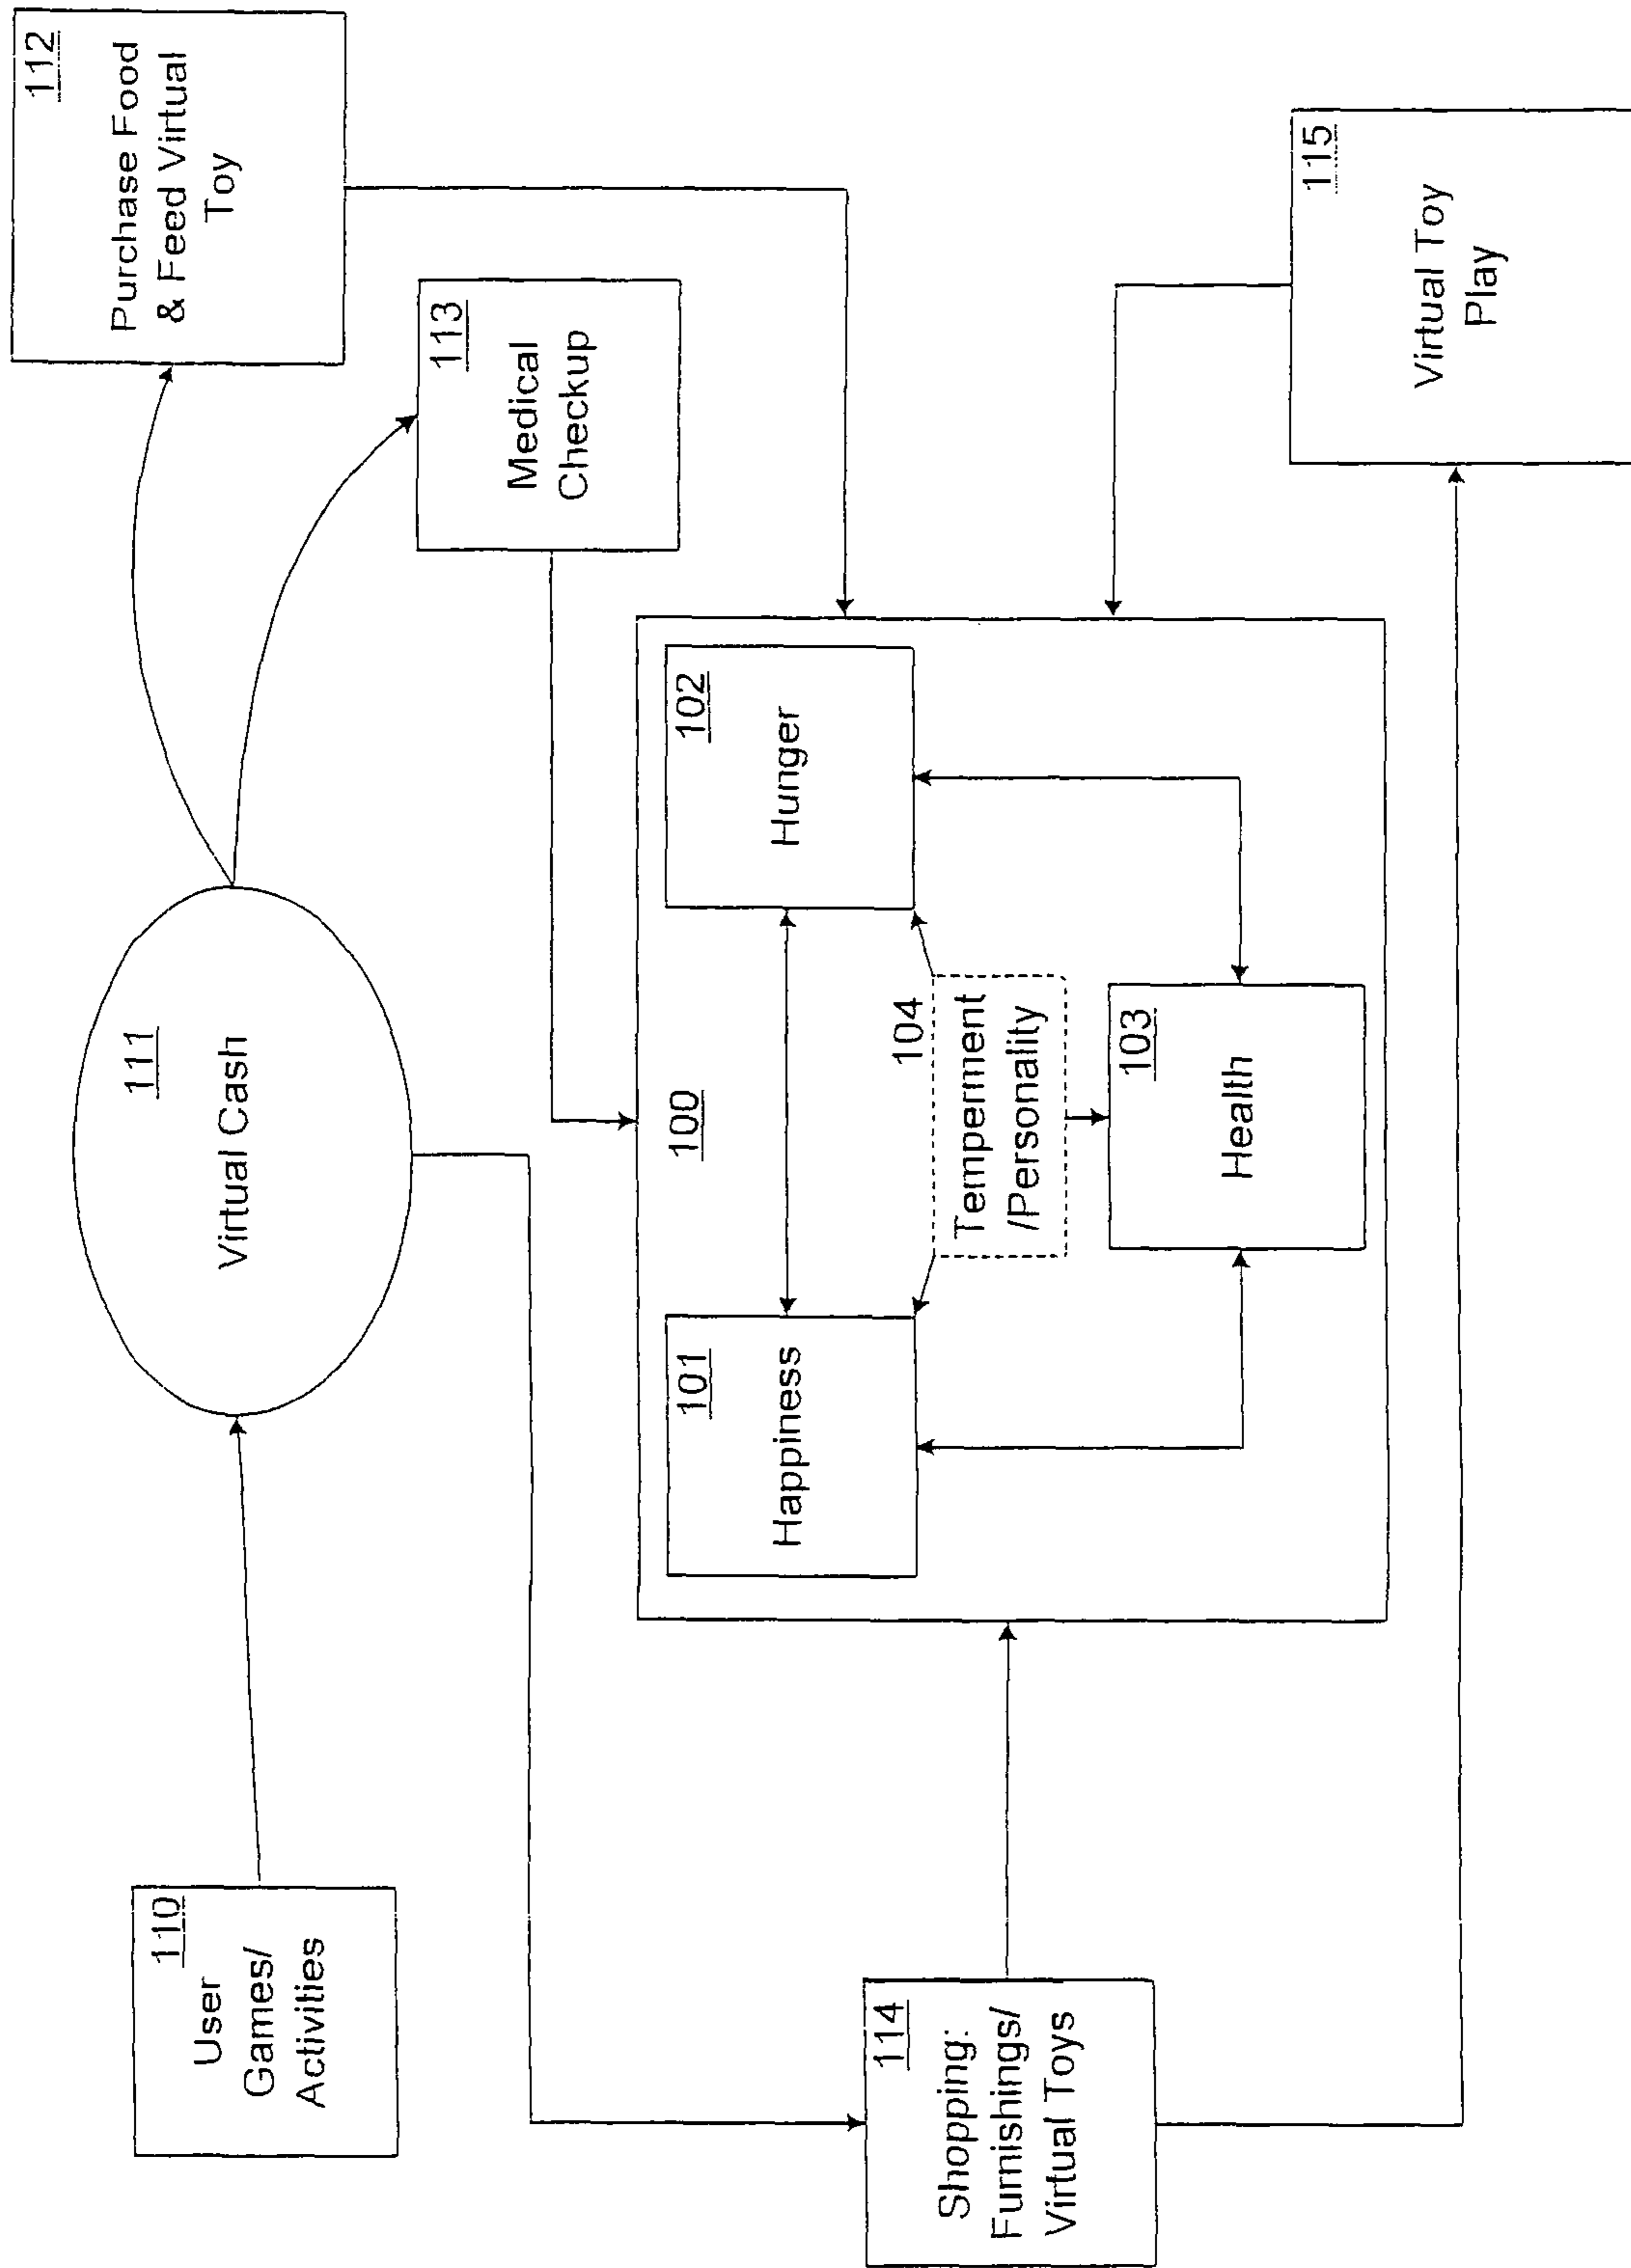 110
User
Games/
Activities
111
Virtual Cash
112
Purchase Food
& Feed Virtual
Toy
113
Medical
Checkup
100
101
Happiness
102
Hunger
104
Temperment
/Personality
103
Health
114
Shopping:
Furnishings/
Virtual Toys
115
Virtual Toy
Play